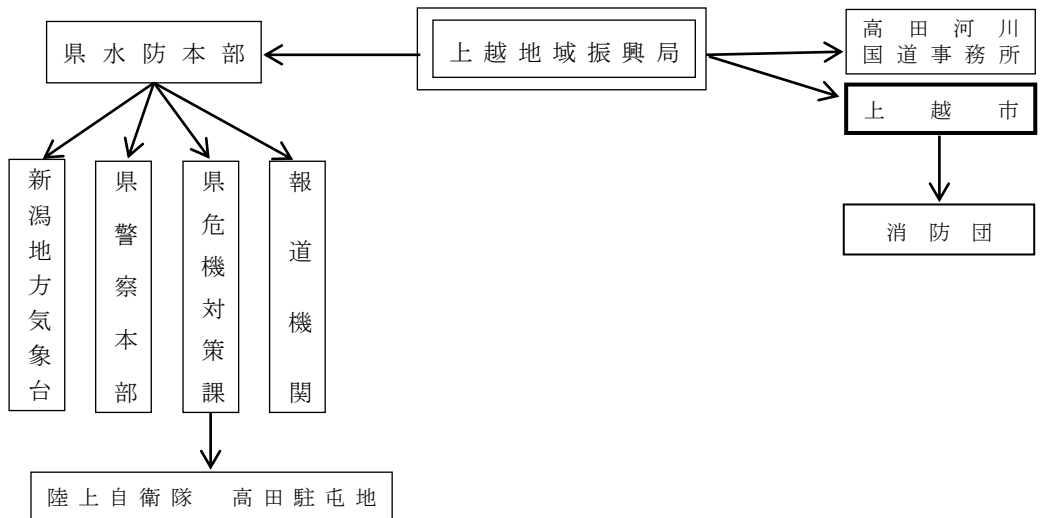 県水防本部
上越地域振興局
高田河川
国道事務所
上越市
消防団
新潟地方気象台
県警察本部
県危機対策課
報道機関
陸上自衛隊　高田駐屯地